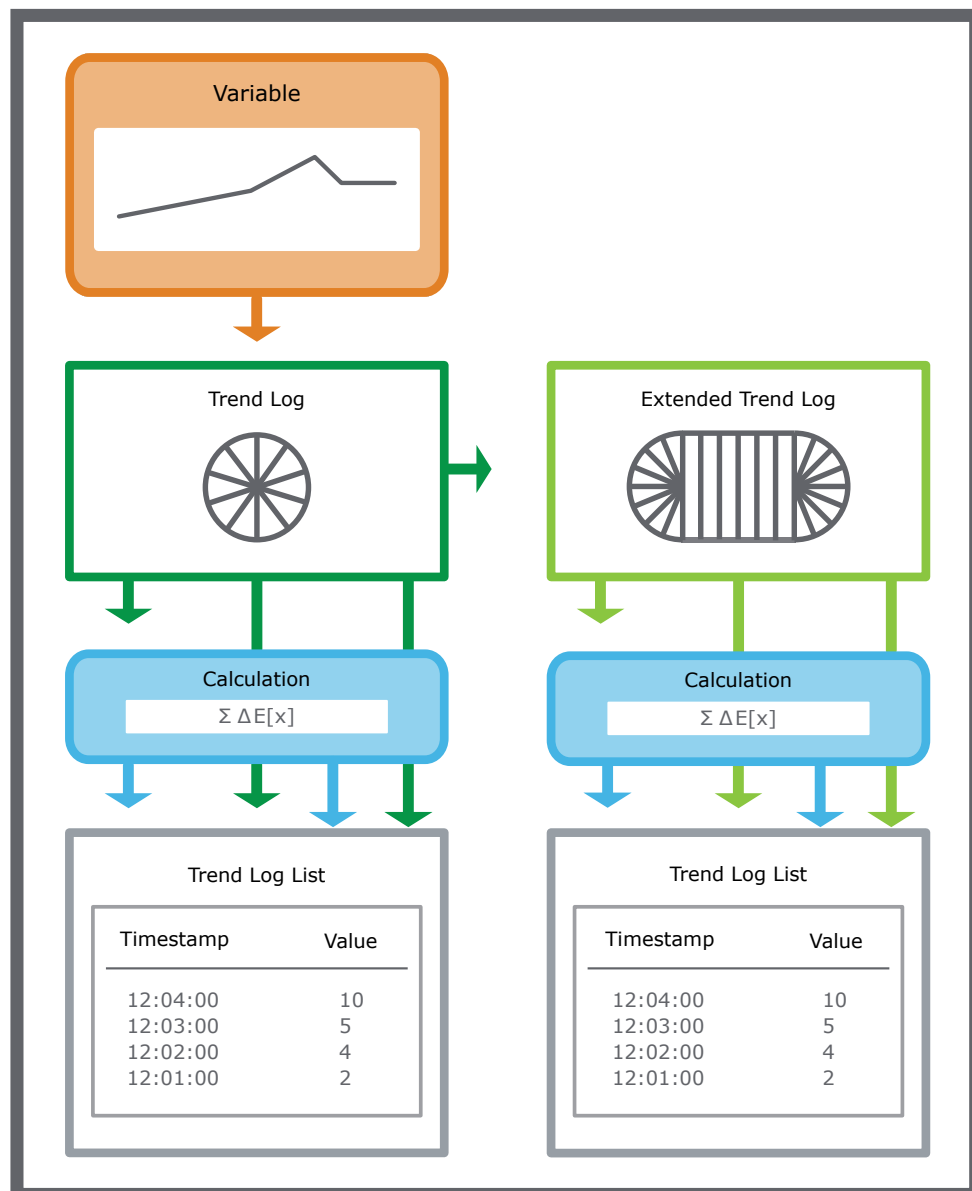 Variable
Trend Log
Extended Trend Log
Calculation
Σ ΔE[x]
Calculation
Σ ΔE[x]
Trend Log List
Timestamp Value
12:04:00 10
12:03:00 5
12:02:00 4
12:01:00 2
Trend Log List
Timestamp Value
12:04:00 10
12:03:00 5
12:02:00 4
12:01:00 2